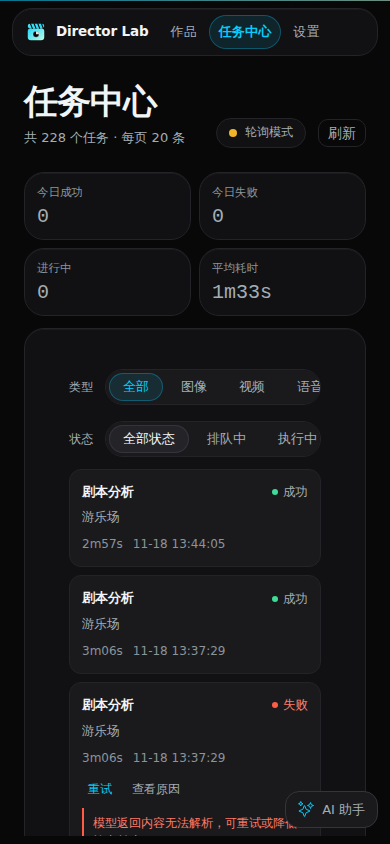 Director Lab 作品 任务中心 设置
任务中心
共 228 个任务 · 每页 20 条 轮询模式 刷新
今日成功 今日失败
0 0
进行中 平均耗时
0 1m33s
类型 全部 图像 视频 语音
状态 全部状态 排队中 执行中
剧本分析 成功
游乐场
2m57s 11-18 13:44:05
剧本分析 成功
游乐场
3m06s 11-18 13:37:29
剧本分析 失败
游乐场
3m06s 11-18 13:37:29
重试 查看原因
模型返回内容无法解析，可重试或降
AI 助手